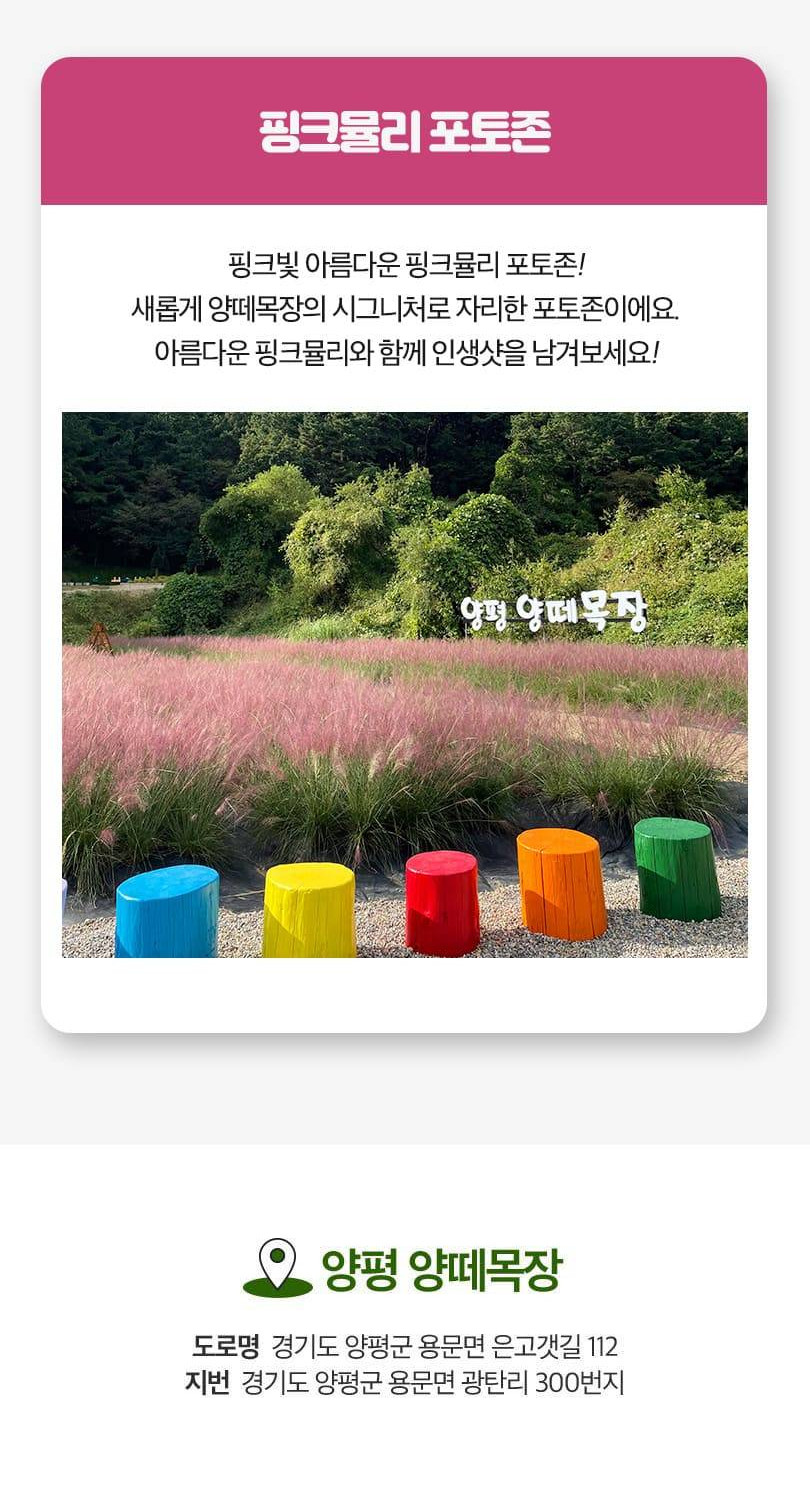 핑크뮬리 포토존
핑크빛 아름다운 핑크뮬리 포토존!
새롭게 양떼목장의 시그니처로 자리한 포토존이에요.
아름다운 핑크뮬리와 함께 인생샷을 남겨보세요!
양평 양떼목장
양평 양떼목장
도로명 경기도 양평군 용문면 은고갯길 112
지번 경기도 양평군 용문면 광탄리 300번지